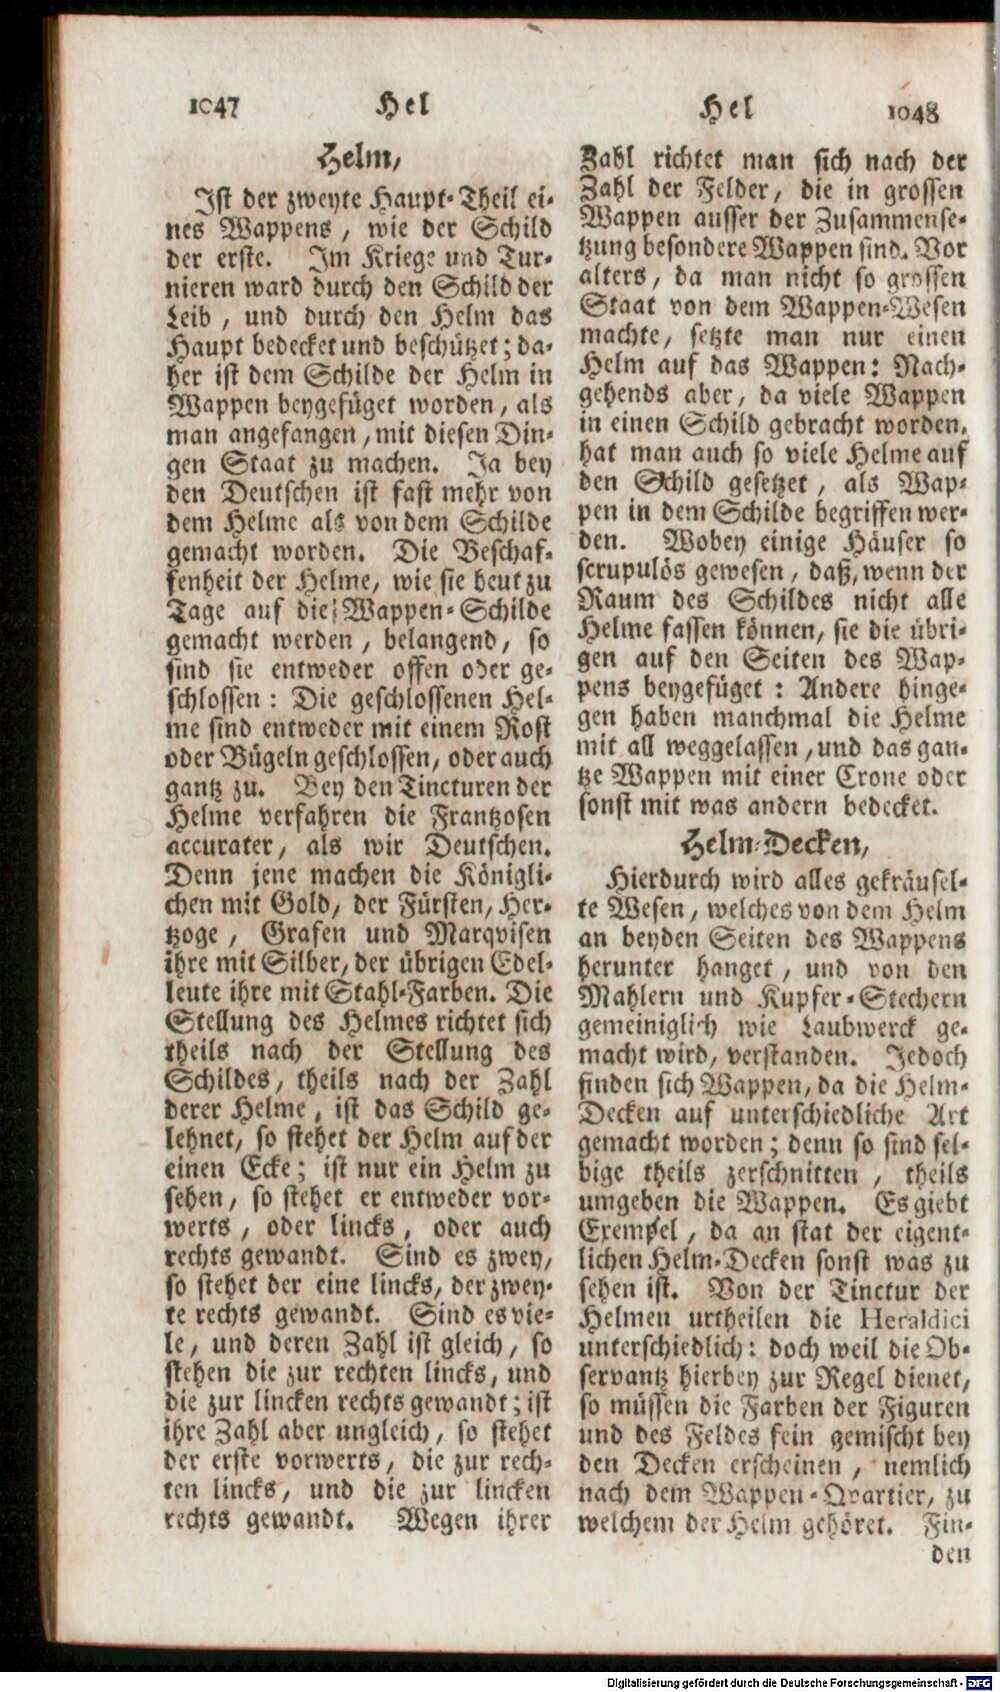 1047 Hel
Hel 1048
Helm,
Ist der zweyte Haupt-Theil ei-
nes Wappens, wie der Schild
der erste. Im Kriege und Tur-
nieren ward durch den Schild der
Leib, und durch den Helm das
Haupt bedecket und beschützet; da-
her ist dem Schilde der Helm in
Wappen beygefüget worden, als
man angefangen, mit diesen Din-
gen Staat zu machen. Ja bey
den Deutschen ist fast mehr von
dem Helme als von dem Schilde
gemacht worden. Die Beschaf-
fenheit der Helme, wie sie heut zu
Tage auf die Wappen-Schilde
gemacht werden, belangend, so
sind sie entweder offen oder ge-
schlossen: Die geschlossenen Hel-
me sind entweder mit einem Rost
oder Bügeln geschlossen, oder auch
gantz zu. Bey den Tincturen der
Helme verfahren die Frantzosen
accurater, als wir Deutschen.
Denn jene machen die Königli-
chen mit Gold, der Fürsten, Her-
tzoge, Grafen und Marqvisen
ihre mit Silber, der übrigen Edel-
leute ihre mit Stahl-Farben. Die
Stellung des Helmes richtet sich
theils nach der Stellung des
Schildes, theils nach der Zahl
derer Helme, ist das Schild ge-
lehnet, so stehet der Helm auf der
einen Ecke; ist nur ein Helm zu
sehen, so stehet er entweder vor-
werts, oder lincks, oder auch
rechts gewandt. Sind es zwey,
so stehet der eine lincks, der zwey-
te rechts gewandt. Sind es vie-
le, und deren Zahl ist gleich, so
stehen die zur rechten lincks, und
die zur lincken rechts gewandt; ist
ihre Zahl aber ungleich, so stehet
der erste vorwerts, die zur rech-
ten lincks, und die zur lincken
rechts gewandt. Wegen ihrer
Zahl richtet man sich nach der
Zahl der Felder, die in grossen
Wappen ausser der Zusammense-
tzung besondere Wappen sind. Vor
alters, da man nicht so grossen
Staat von dem Wappen-Wesen
machte, setzte man nur einen
Helm auf das Wappen: Nach-
gehends aber, da viele Wappen
in einen Schild gebracht worden,
hat man auch so viele Helme auf
den Schild gesetzet, als Wap-
pen in dem Schilde begriffen wer-
den. Wobey einige Häuser so
scrupulös gewesen, daß, wenn der
Raum des Schildes nicht alle
Helme fassen können, sie die übri-
gen auf den Seiten des Wap-
pens beygefüget: Andere hinge-
gen haben manchmal die Helme
mit all weggelassen, und das gan-
tze Wappen mit einer Crone oder
sonst mit was andern bedecket.
Helm-Decken,
Hierdurch wird alles gekräusel-
te Wesen, welches von dem Helm
an beyden Seiten des Wappens
herunter hanget, und von den
Mahlern und Kupfer-Stechern
gemeiniglich wie Laubwerck ge-
macht wird, verstanden. Jedoch
finden sich Wappen, da die Helm-
Decken auf unterschiedliche Art
gemacht worden; denn so sind sel-
bige theils zerschnitten, theils
umgeben die Wappen. Es giebt
Exempel, da an stat der eigent-
lichen Helm-Decken sonst was zu
sehen ist. Von der Tinctur der
Helmen urtheilen die Heraldici
unterschiedlich: doch weil die Ob-
servantz hierbey zur Regel dienet,
so müssen die Farben der Figuren
und des Feldes fein gemischt bey
den Decken erscheinen, nemlich
nach dem Wappen-Qvartier, zu
welchem der Helm gehöret. Fin-
den
Digitalisierung gefördert durch die Deutsche Forschungsgemeinschaft - DFG